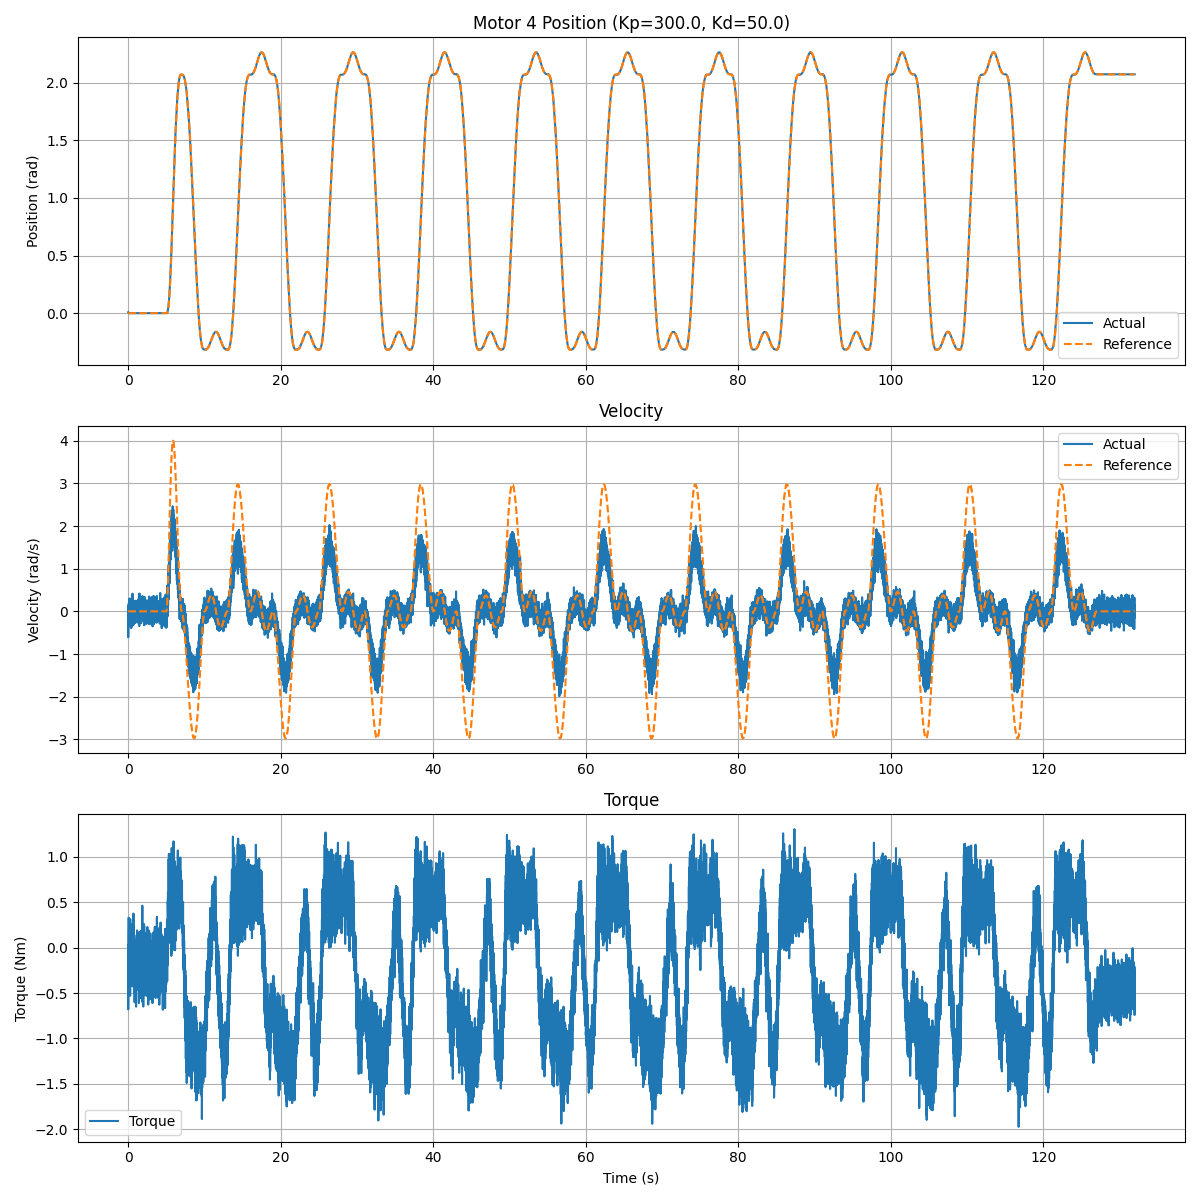 Motor 4 Position (Kp=300.0, Kd=50.0)
Position (rad)
2.0
1.5
1.0
0.5
0.0
Actual
Reference
0 20 40 60 80 100 120
Velocity
Velocity (rad/s)
4
3
2
1
0
−1
−2
−3
Actual
Reference
0 20 40 60 80 100 120
Torque
Torque (Nm)
1.0
0.5
0.0
−0.5
−1.0
−1.5
−2.0
Torque
0 20 40 60 80 100 120
Time (s)